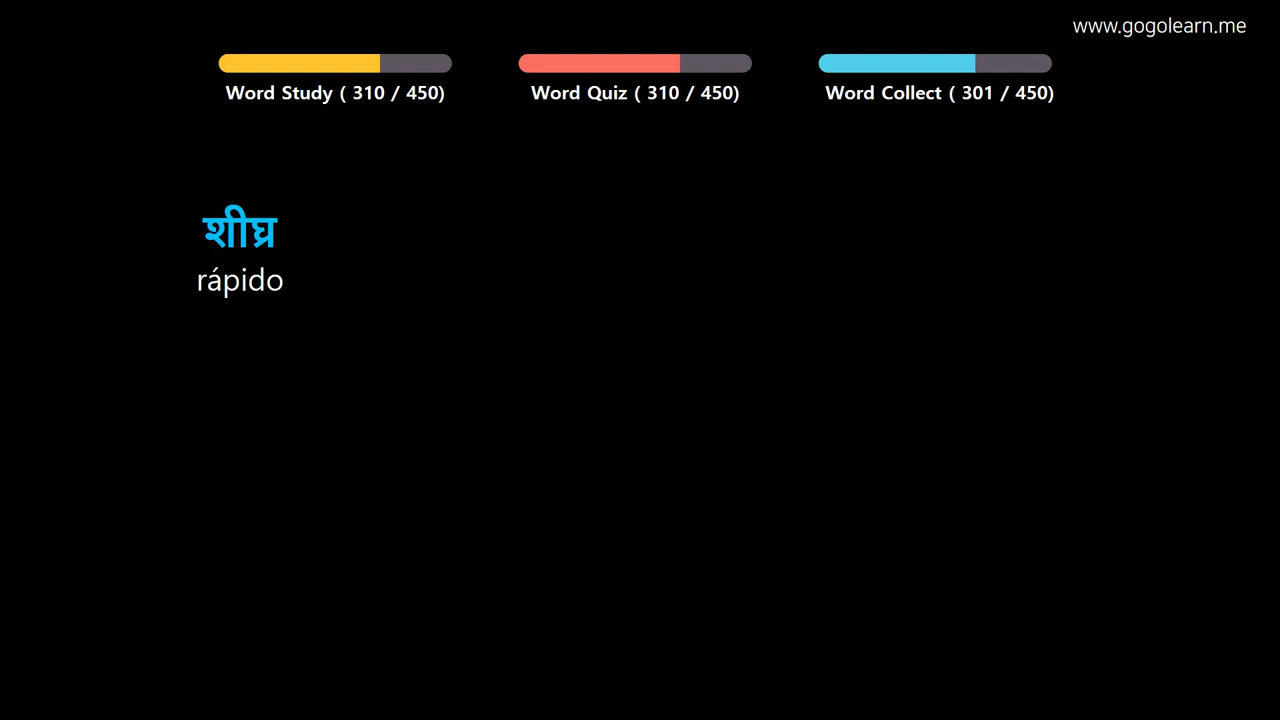 www.gogolearn.me
Word Study ( 310 / 450)
Word Quiz ( 310 / 450)
Word Collect ( 301 / 450)
शीघ्र
rápido